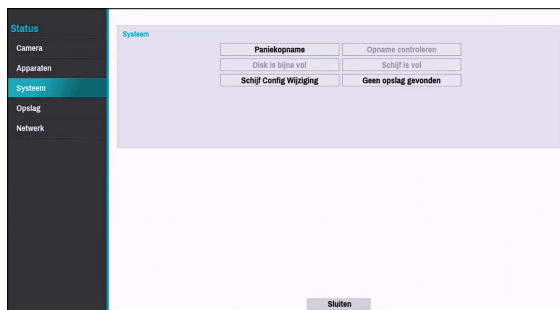 Status
Camera
Apparaten
Systeem
Opslag
Netwerk
Systeem
Paniekopname
Opname controleren
Disk is bijna vol
Schijf is vol
Schijf Config Wijziging
Geen opslag gevonden
Sluiten